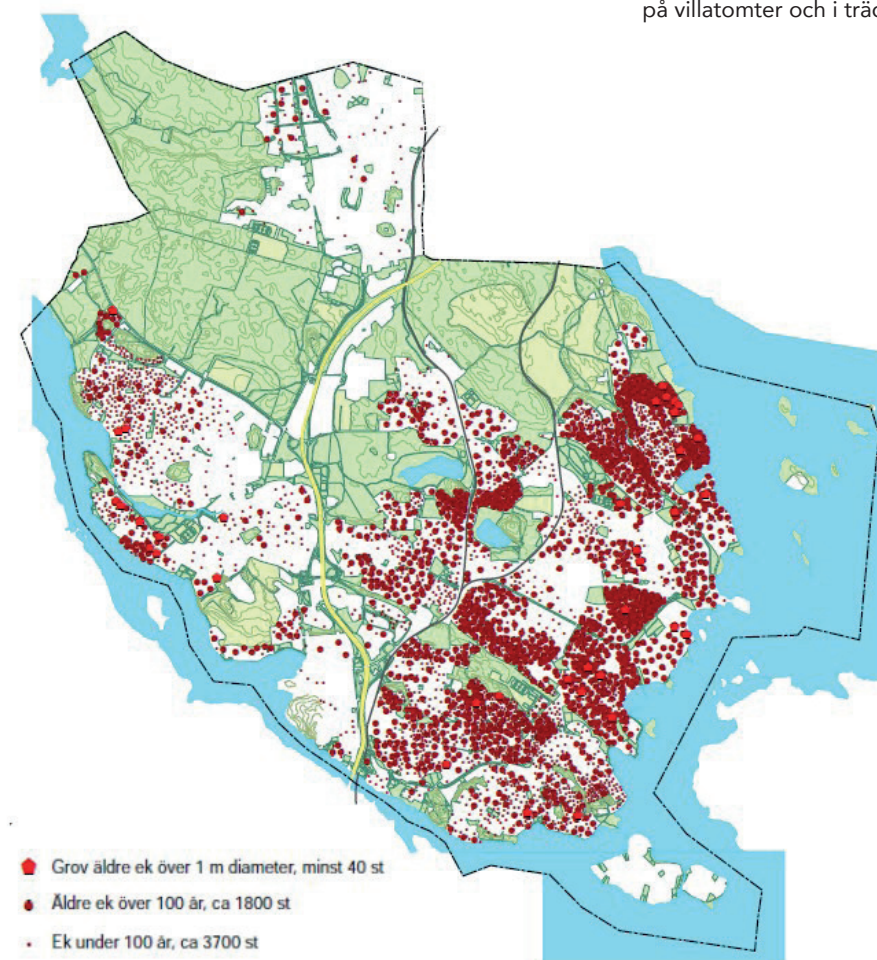 på villatomter och i träd
Grov äldre ek över 1 m diameter, minst 40 st
Äldre ek över 100 år, ca 1800 st
Ek under 100 år, ca 3700 st